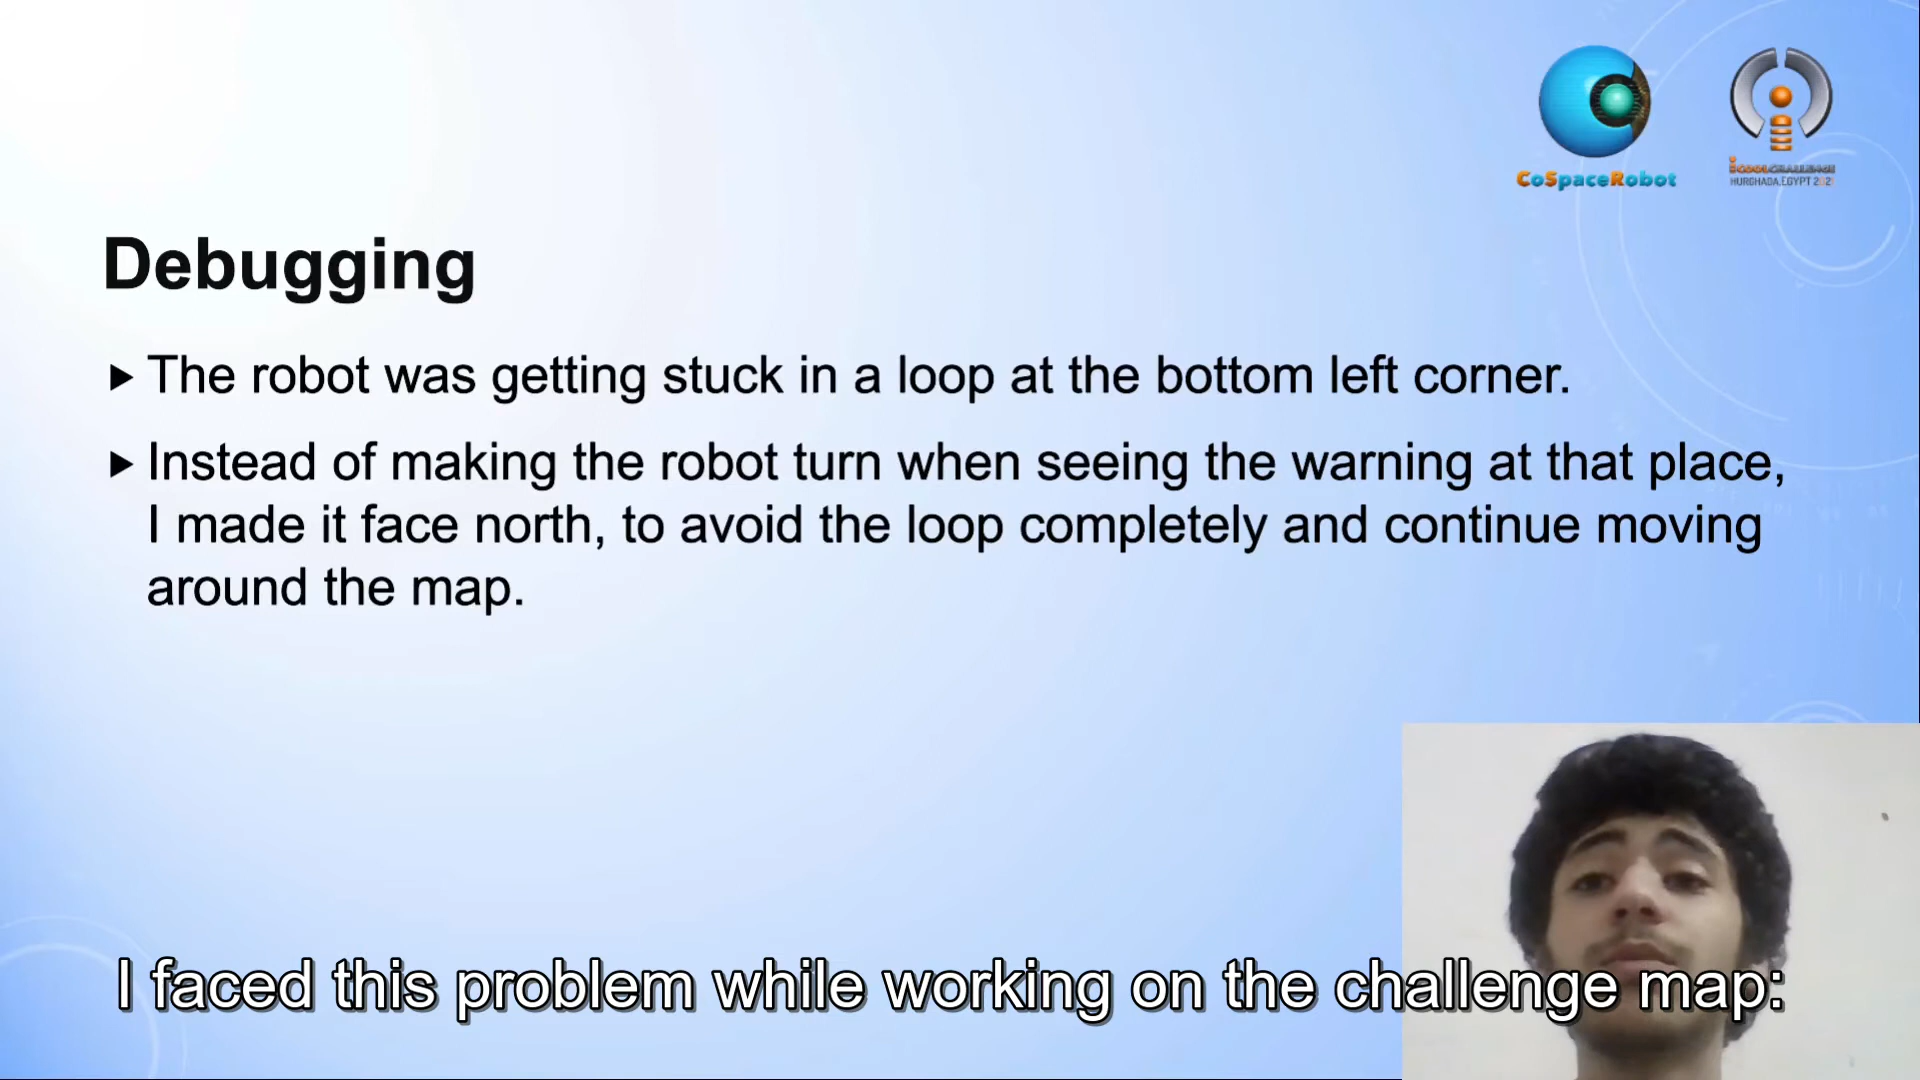 CoSpaceRobot
iCOOLCHALLENGE
HURGHADA, EGYPT 2021
Debugging
The robot was getting stuck in a loop at the bottom left corner.
Instead of making the robot turn when seeing the warning at that place,
I made it face north, to avoid the loop completely and continue moving
around the map.
I faced this problem while working on the challenge map: